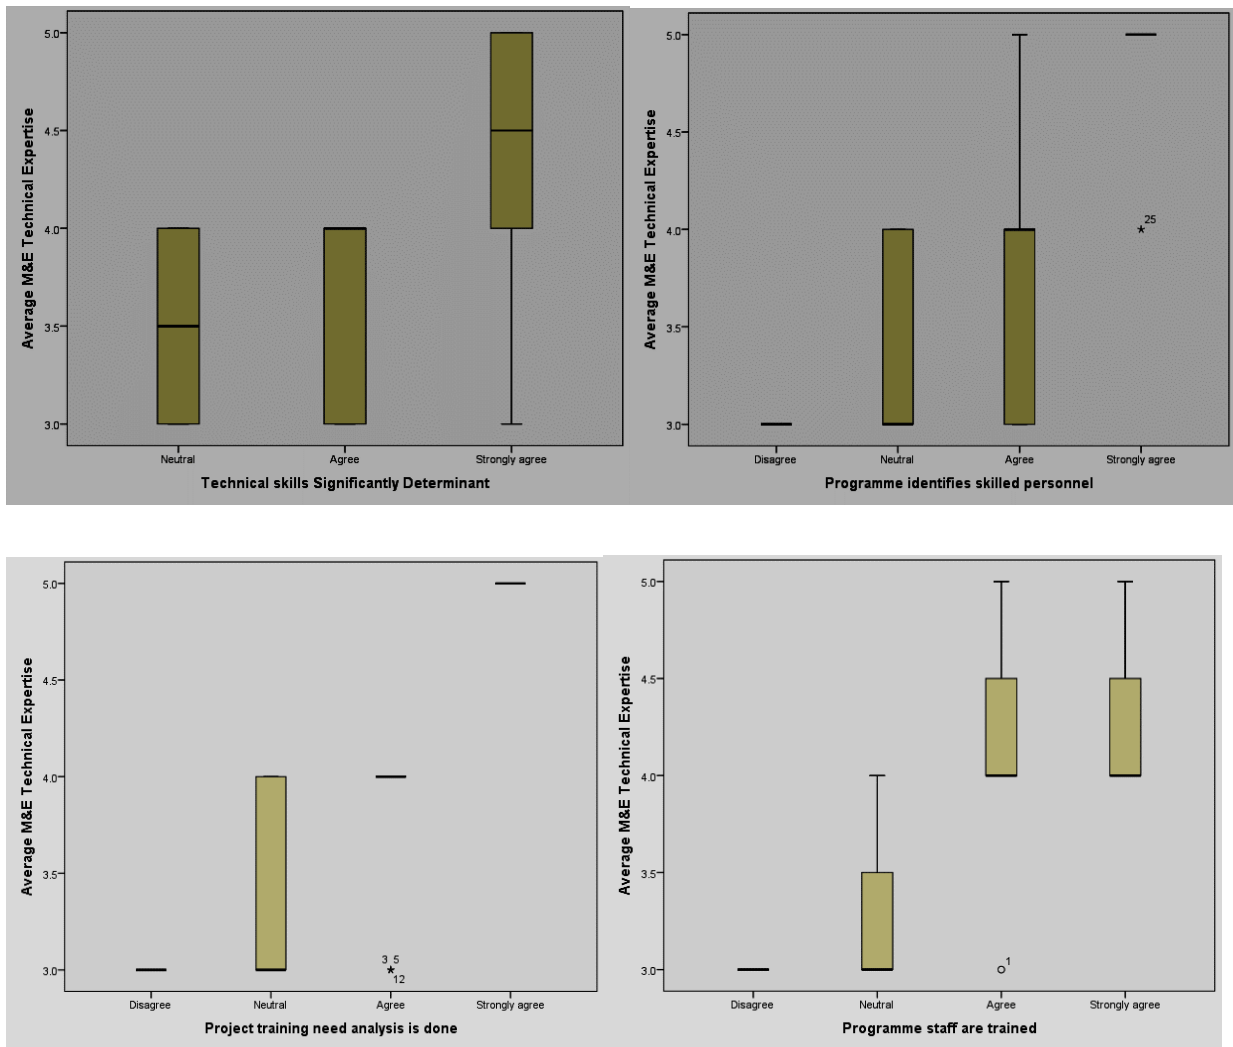 Average M&E Technical Expertise
5.0
4.5
4.0
3.5
3.0
Neutral Agree Strongly agree
Technical skills Significantly Determinant
Average M&E Technical Expertise
5.0
4.5
4.0
3.5
3.0
25
Disagree Neutral Agree Strongly agree
Programme identifies skilled personnel
Average M&E Technical Expertise
5.0
4.5
4.0
3.5
3.0
3 5
12
Disagree Neutral Agree Strongly agree
Project training need analysis is done
Average M&E Technical Expertise
5.0
4.5
4.0
3.5
3.0
1
Disagree Neutral Agree Strongly agree
Programme staff are trained